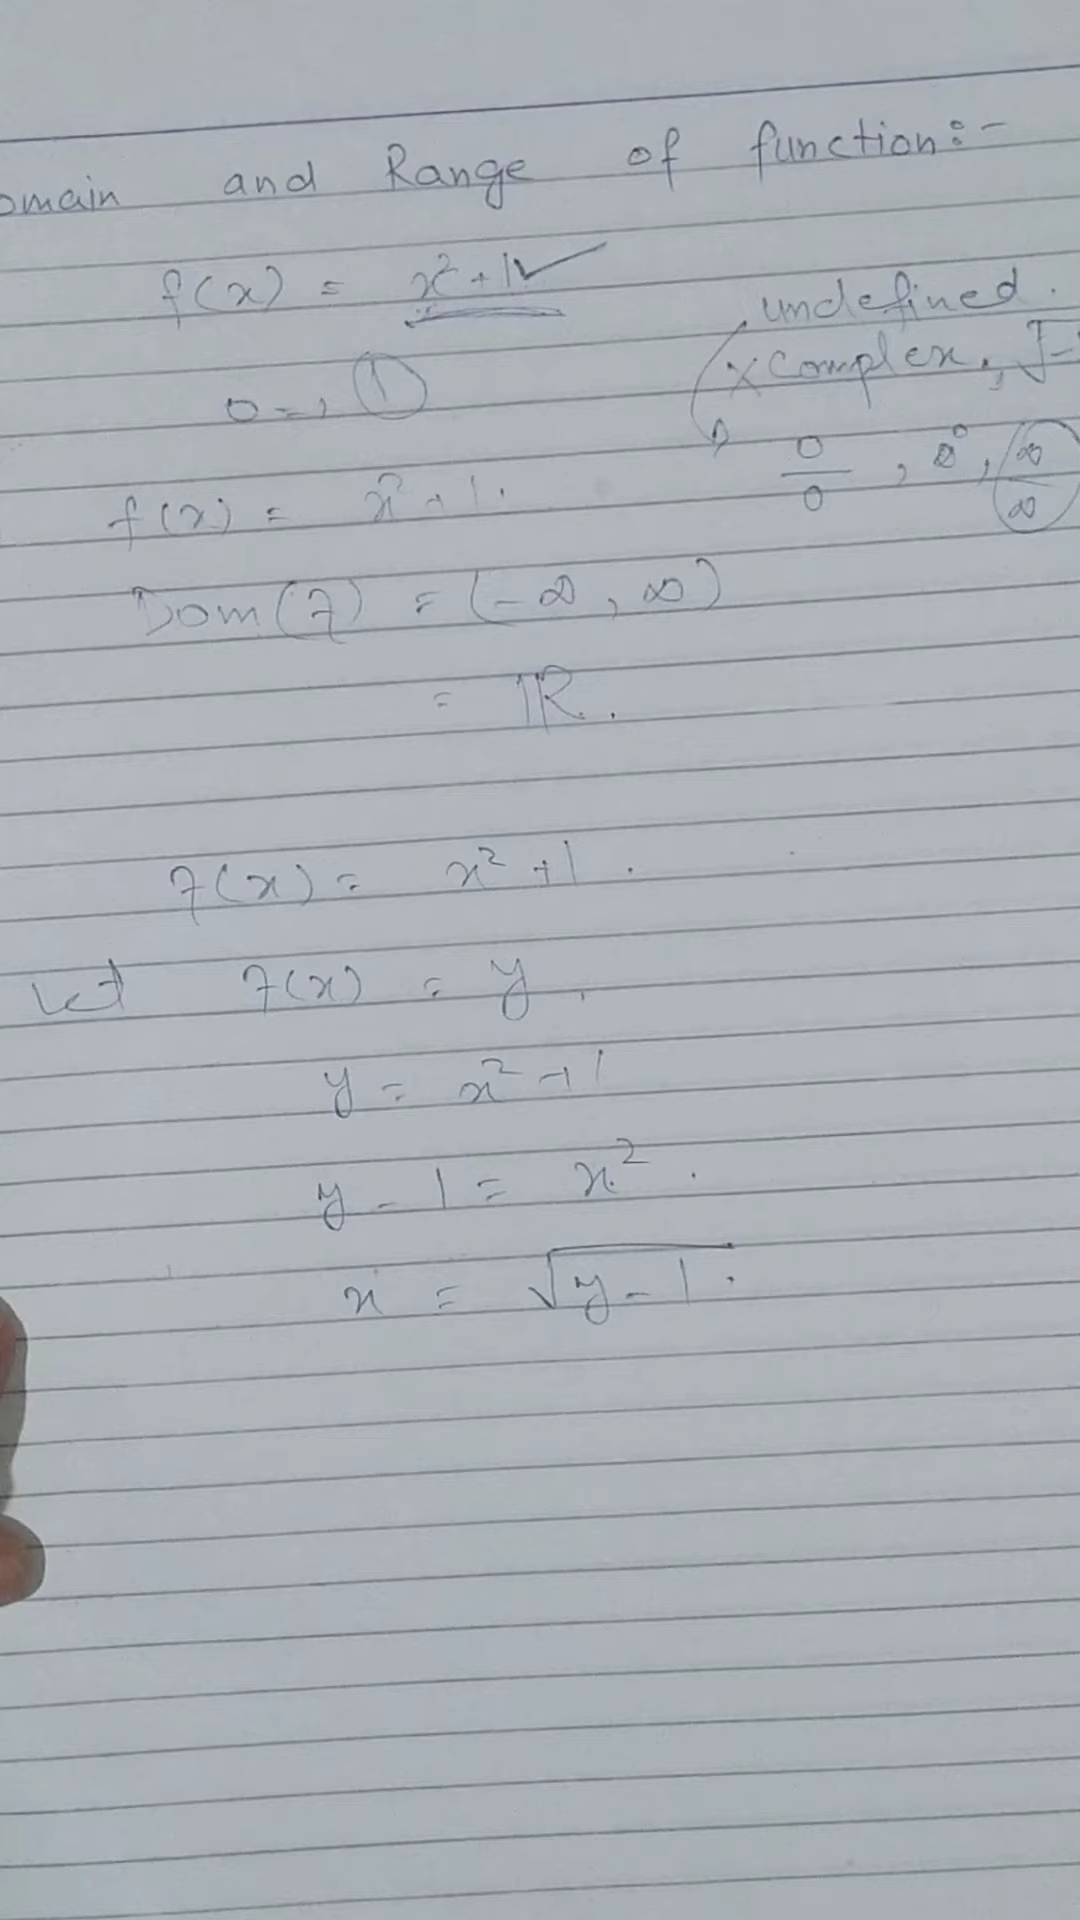 omain and Range of function:-
f(x) = x²+1 ✓
undefined.
x Complex, √-
0 =, 1
0/0, 0⁰, ∞/∞
f(x) = x²+1.
Dom(f) = (-∞, ∞)
= ℝ.
f(x) = x²+1.
Let f(x) = y.
y = x²+1
y - 1 = x².
x = √y-1.